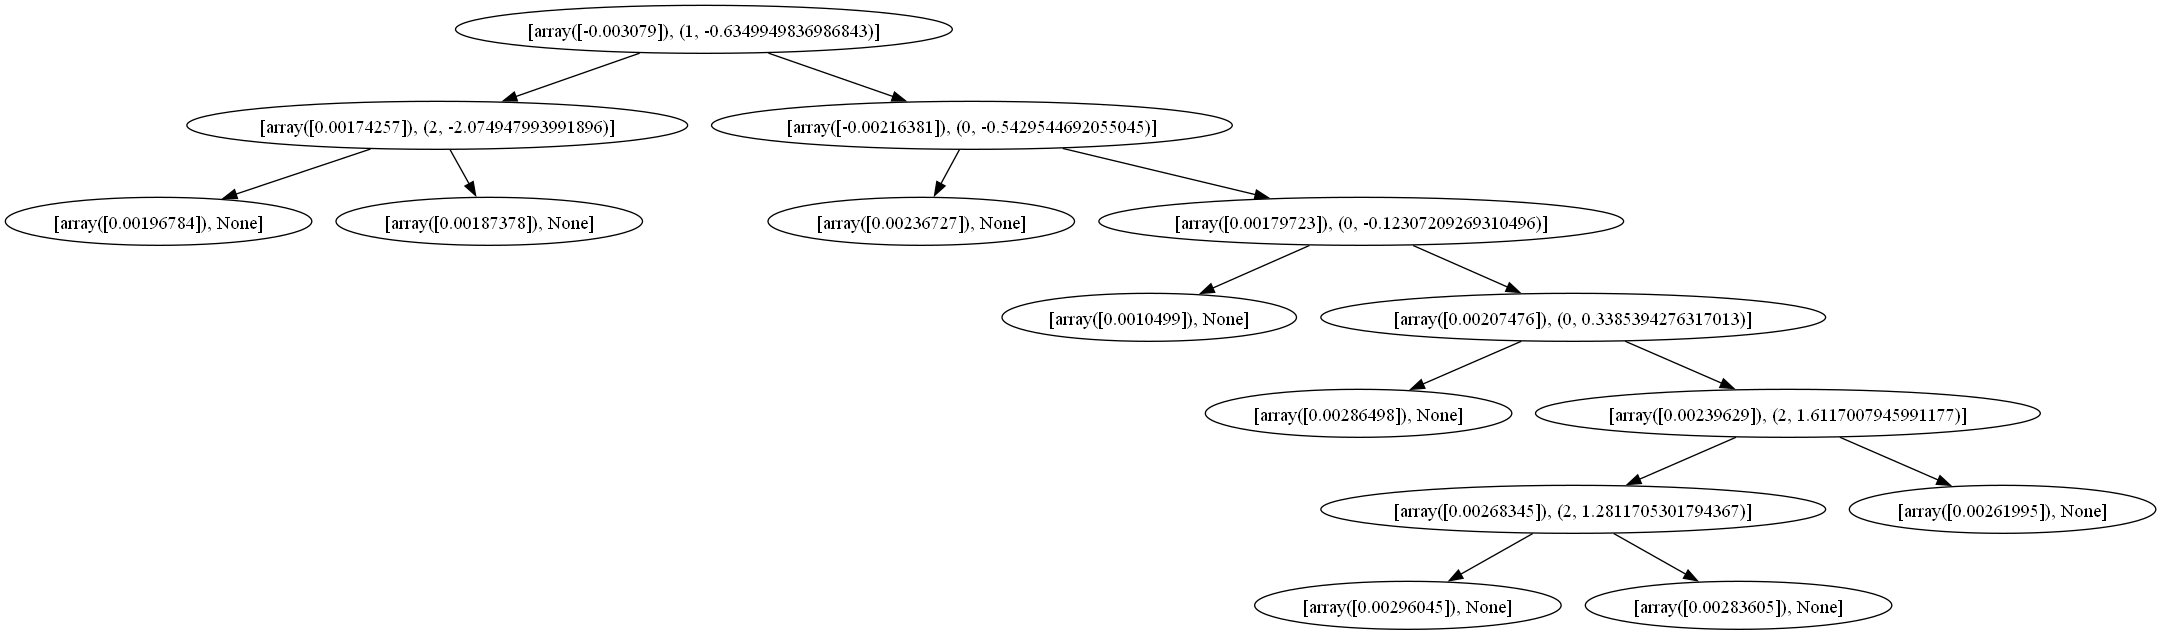 [array([-0.003079]), (1, -0.6349949836986843)]
[array([0.00174257]), (2, -2.074947993991896)]
[array([-0.00216381]), (0, -0.5429544692055045)]
[array([0.00196784]), None]
[array([0.00187378]), None]
[array([0.00236727]), None]
[array([0.00179723]), (0, -0.12307209269310496)]
[array([0.0010499]), None]
[array([0.00207476]), (0, 0.3385394276317013)]
[array([0.00286498]), None]
[array([0.00239629]), (2, 1.6117007945991177)]
[array([0.00268345]), (2, 1.2811705301794367)]
[array([0.00261995]), None]
[array([0.00296045]), None]
[array([0.00283605]), None]